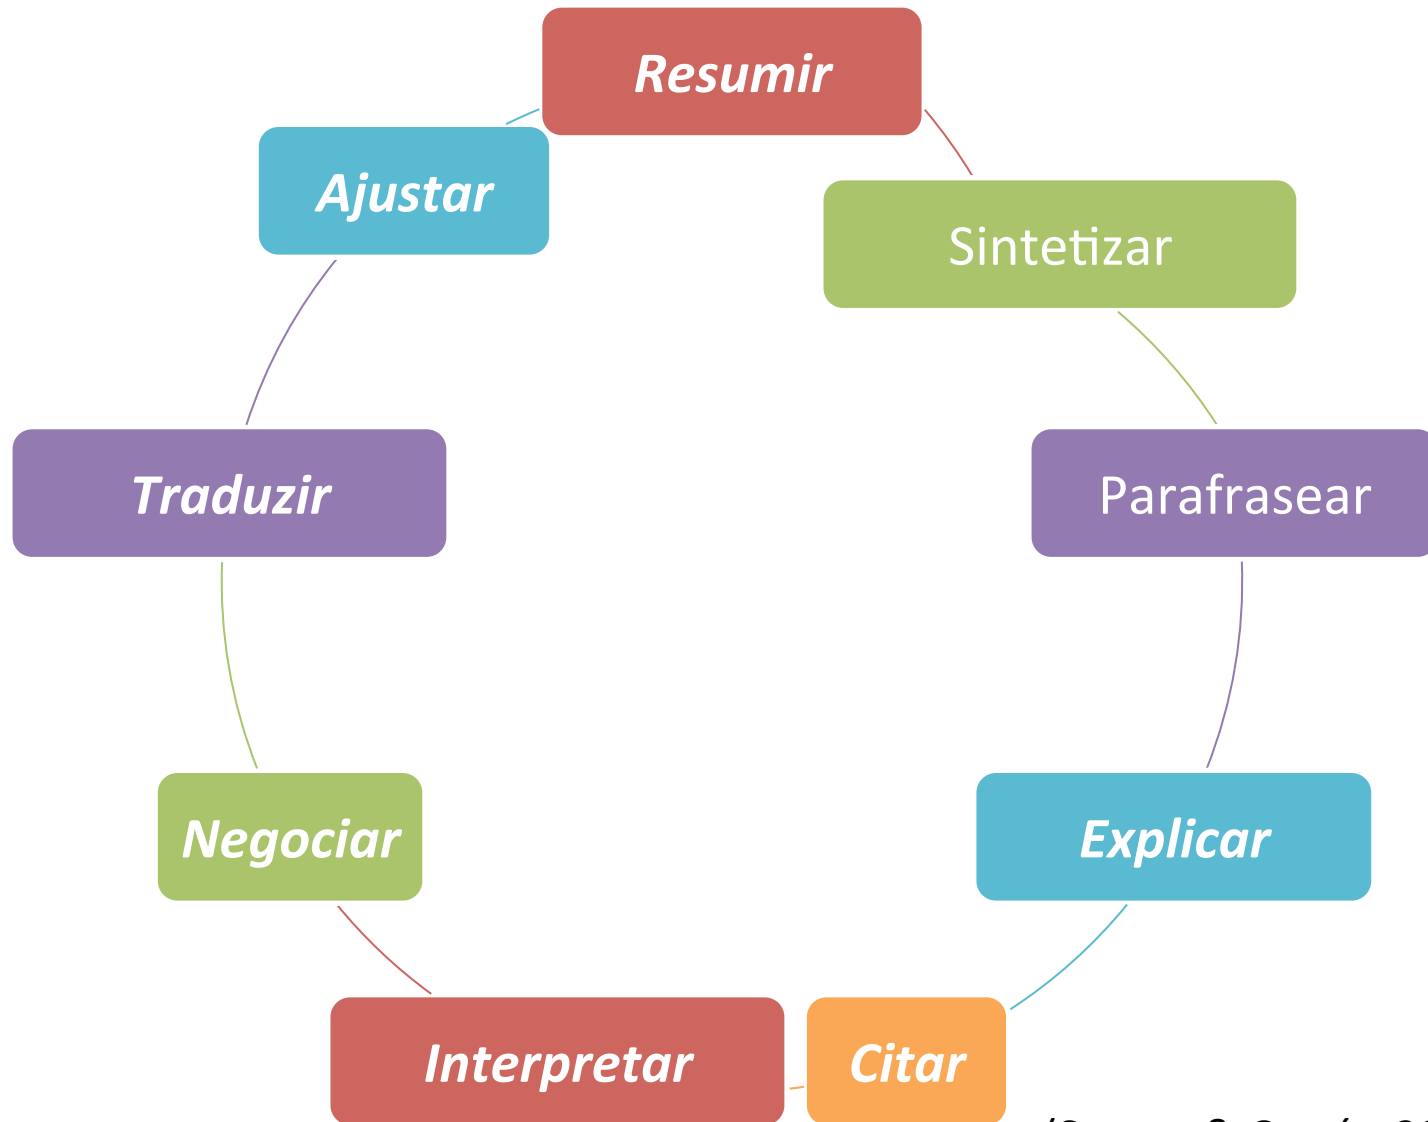 Resumir
Sintetizar
Parafrasear
Explicar
Citar
Interpretar
Negociar
Traduzir
Ajustar